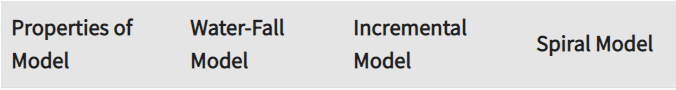 Properties of
Model
Water-Fall
Model
Incremental
Model
Spiral Model